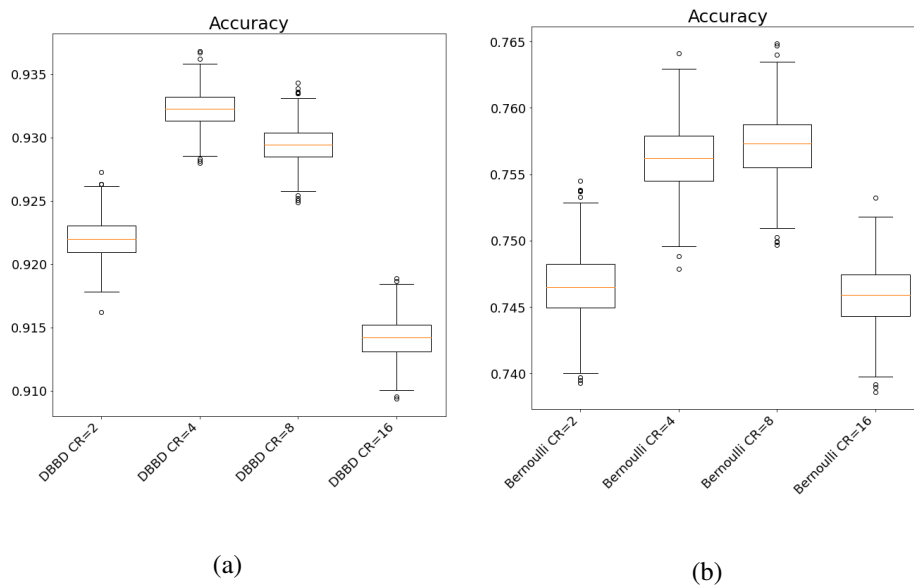 Accuracy
0.935
0.930
0.925
0.920
0.915
0.910
DBBD CR=2
DBBD CR=4
DBBD CR=8
DBBD CR=16
(a)
Accuracy
0.765
0.760
0.755
0.750
0.745
0.740
Bernoulli CR=2
Bernoulli CR=4
Bernoulli CR=8
Bernoulli CR=16
(b)